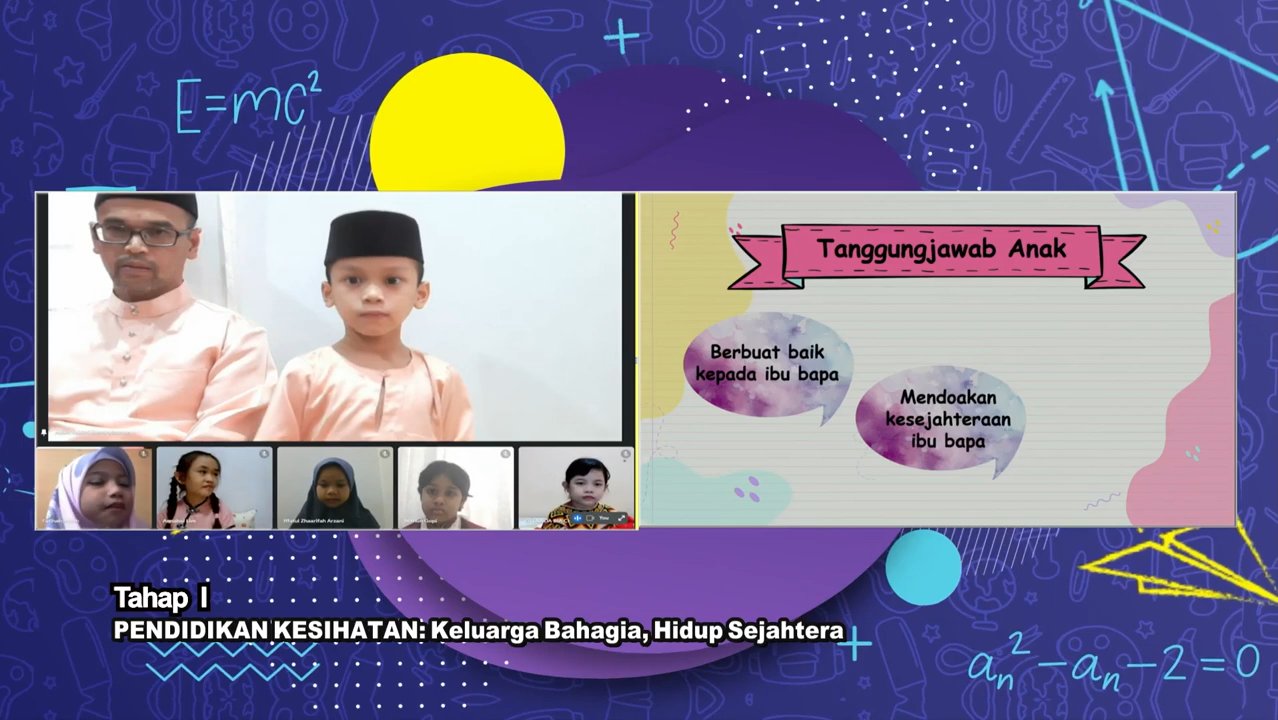 E=mc²
Tanggungjawab Anak
Berbuat baik
kepada ibu bapa
Mendoakan
kesejahteraan
ibu bapa
You
Tahap I
PENDIDIKAN KESIHATAN: Keluarga Bahagia, Hidup Sejahtera
aₙ² − aₙ − 2 = 0